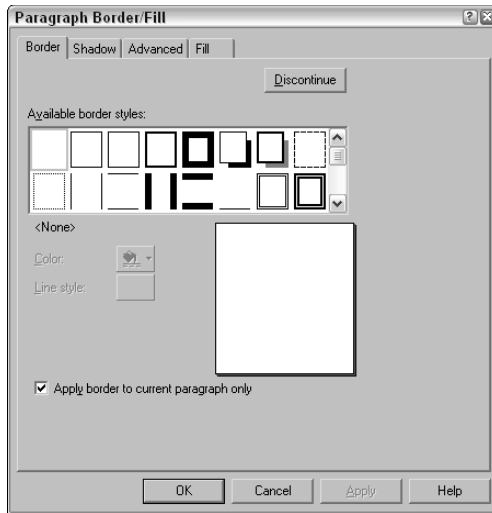 Paragraph Border/Fill
Border Shadow Advanced Fill
Discontinue
Available border styles:
<None>
Color:
Line style:
Apply border to current paragraph only
OK Cancel Apply Help